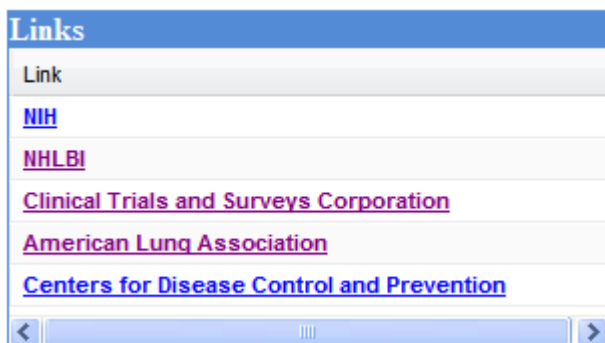 Links
Link
NIH
NHLBI
Clinical Trials and Surveys Corporation
American Lung Association
Centers for Disease Control and Prevention